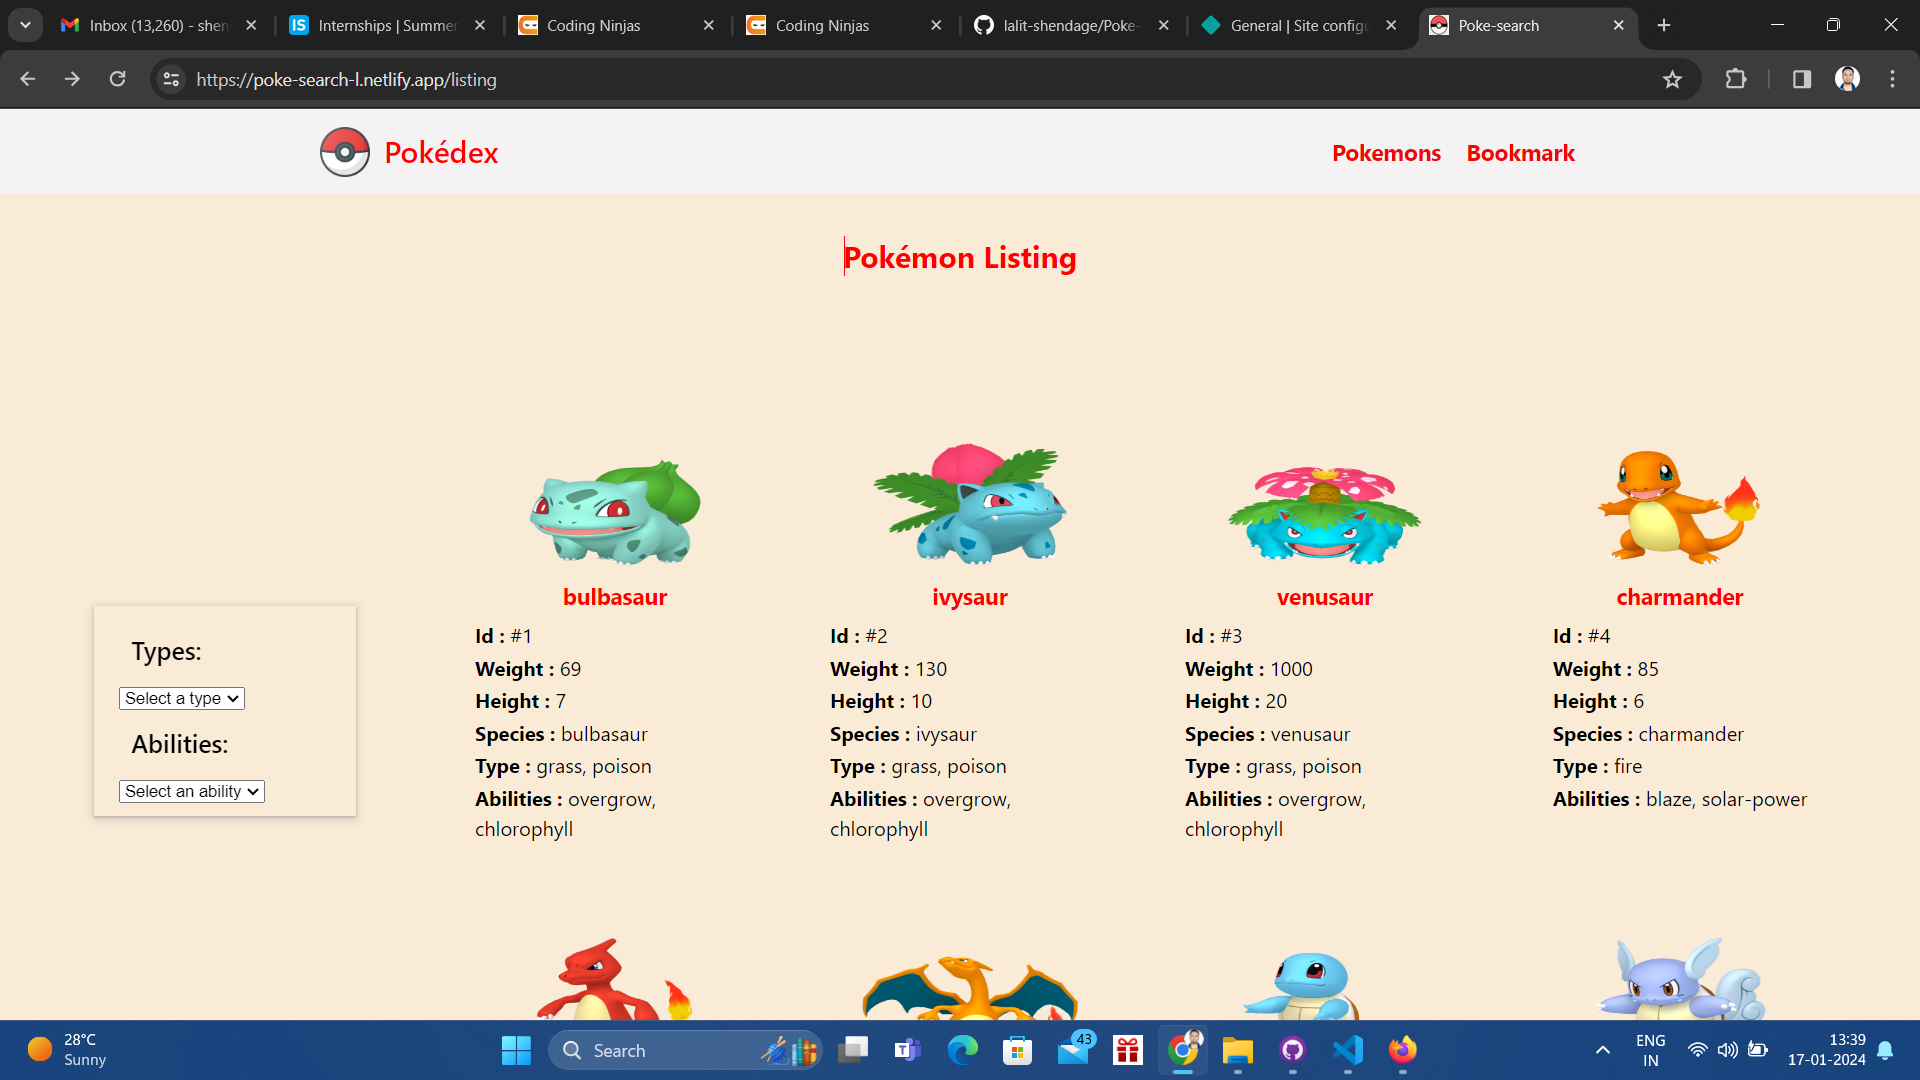 Inbox (13,260) - shen
Internships | Summer
Coding Ninjas
Coding Ninjas
lalit-shendage/Poke-
General | Site configu
Poke-search
https://poke-search-l.netlify.app/listing
Pokédex
Pokemons
Bookmark
Pokémon Listing
Types:
Select a type
Abilities:
Select an ability
bulbasaur
Id : #1
Weight : 69
Height : 7
Species : bulbasaur
Type : grass, poison
Abilities : overgrow,
chlorophyll
ivysaur
Id : #2
Weight : 130
Height : 10
Species : ivysaur
Type : grass, poison
Abilities : overgrow,
chlorophyll
venusaur
Id : #3
Weight : 1000
Height : 20
Species : venusaur
Type : grass, poison
Abilities : overgrow,
chlorophyll
charmander
Id : #4
Weight : 85
Height : 6
Species : charmander
Type : fire
Abilities : blaze, solar-power
28°C
Sunny
Search
43
ENG
IN
13:39
17-01-2024